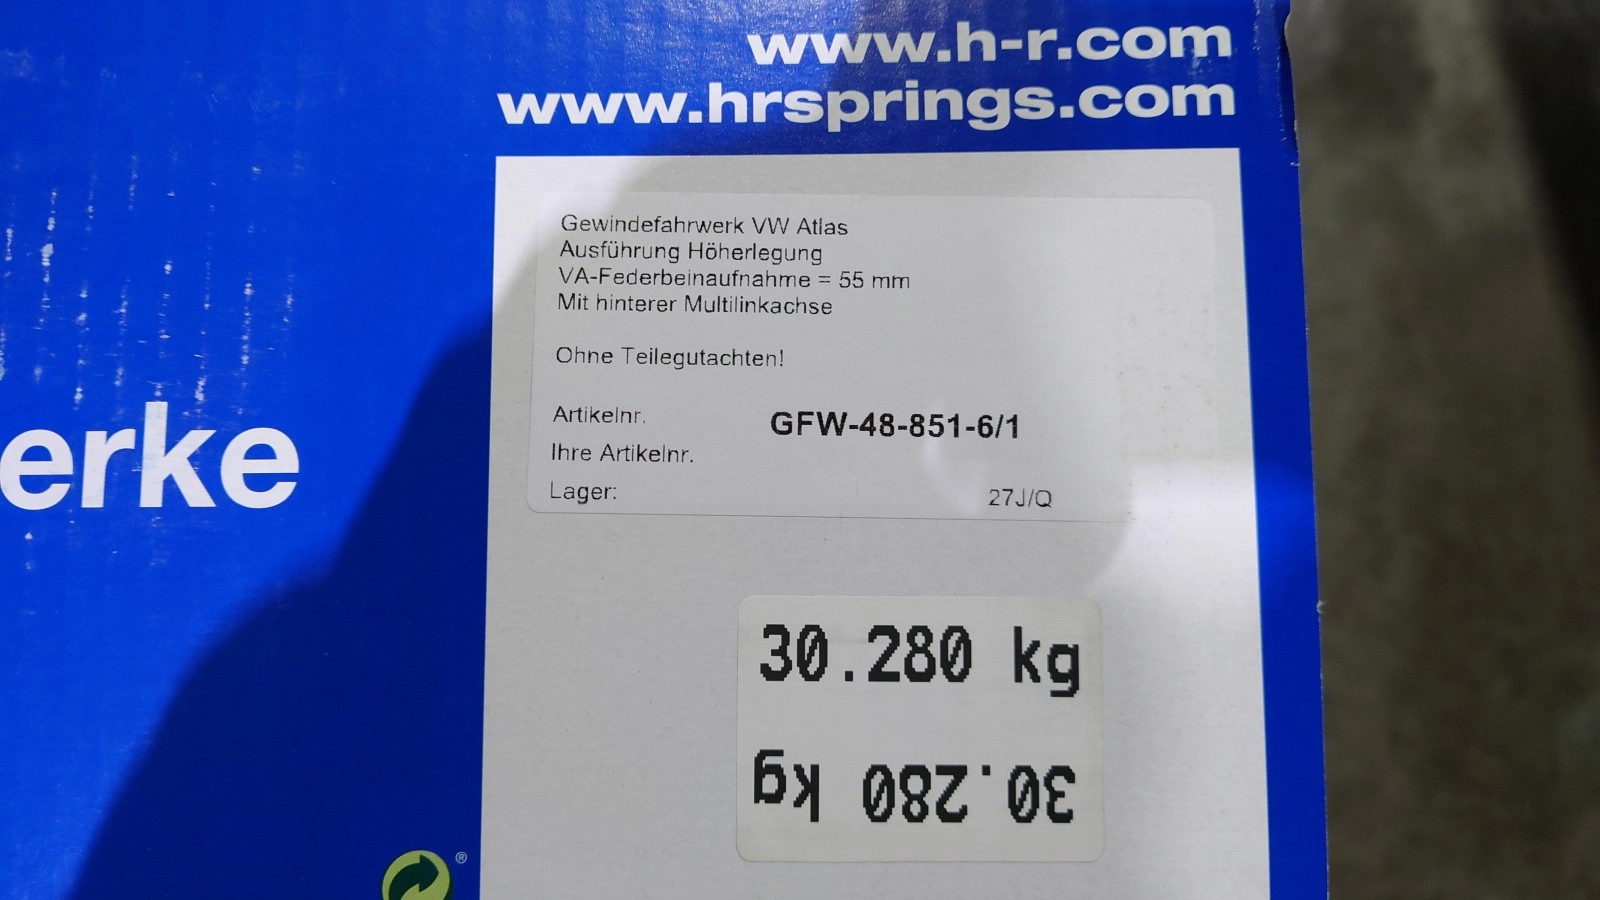 www.h-r.com
www.hrsprings.com
Gewindefahrwerk VW Atlas
Ausführung Höherlegung
VA-Federbeinaufnahme = 55 mm
Mit hinterer Multilinkachse
Ohne Teilegutachten!
Artikelnr. GFW-48-851-6/1
Ihre Artikelnr.
Lager: 27J/Q
erke
30.280 kg
30.280 kg
®